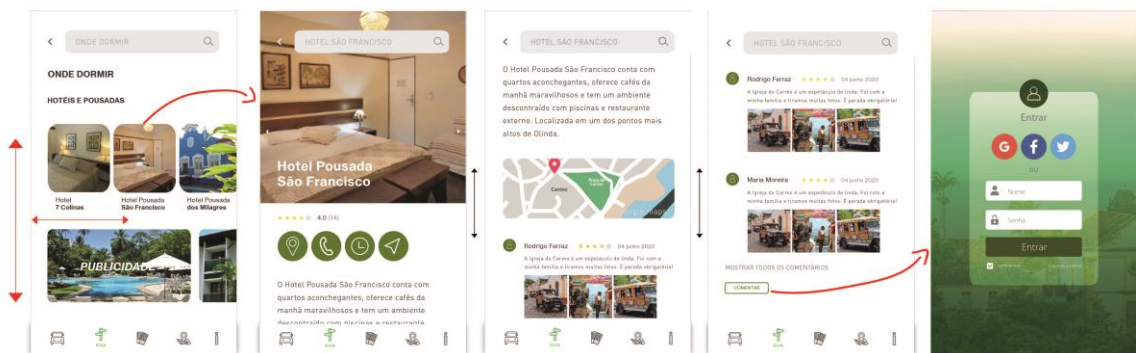 ONDE DORMIR
ONDE DORMIR
HOTÉIS E POUSADAS
Hotel
7 Colinas
Hotel Pousada
São Francisco
Hotel Pousada
dos Milagres
PUBLICIDADE
GUIA
HOTEL SÃO FRANCISCO
Hotel Pousada
São Francisco
4.0 (14)
O Hotel Pousada São Francisco conta com
quartos aconchegantes, oferece cafés da
manhã maravilhosos e tem um ambiente
descontraído com piscinas e restaurante
HOTEL SÃO FRANCISCO
O Hotel Pousada São Francisco conta com
quartos aconchegantes, oferece cafés da
manhã maravilhosos e tem um ambiente
descontraído com piscinas e restaurante
externo. Localizada em um dos pontos mais
altos de Olinda.
Carmo
Praça do
Carmo
google maps
Rodrigo Ferraz 04 junho 2020
A Igreja do Carmo é um espetáculo de linda. Fui com a
minha família e tiramos muitas fotos. É parada obrigatória!
HOTEL SÃO FRANCISCO
Rodrigo Ferraz 04 junho 2020
A Igreja do Carmo é um espetáculo de linda. Fui com a
minha família e tiramos muitas fotos. É parada obrigatória!
Maria Moreira 04 junho 2020
A Igreja do Carmo é um espetáculo de linda. Fui com a
minha família e tiramos muitas fotos. É parada obrigatória!
MOSTRAR TODOS OS COMENTÁRIOS
COMENTAR
GUIA
Entrar
G f
ou
Nome
Senha
Entrar